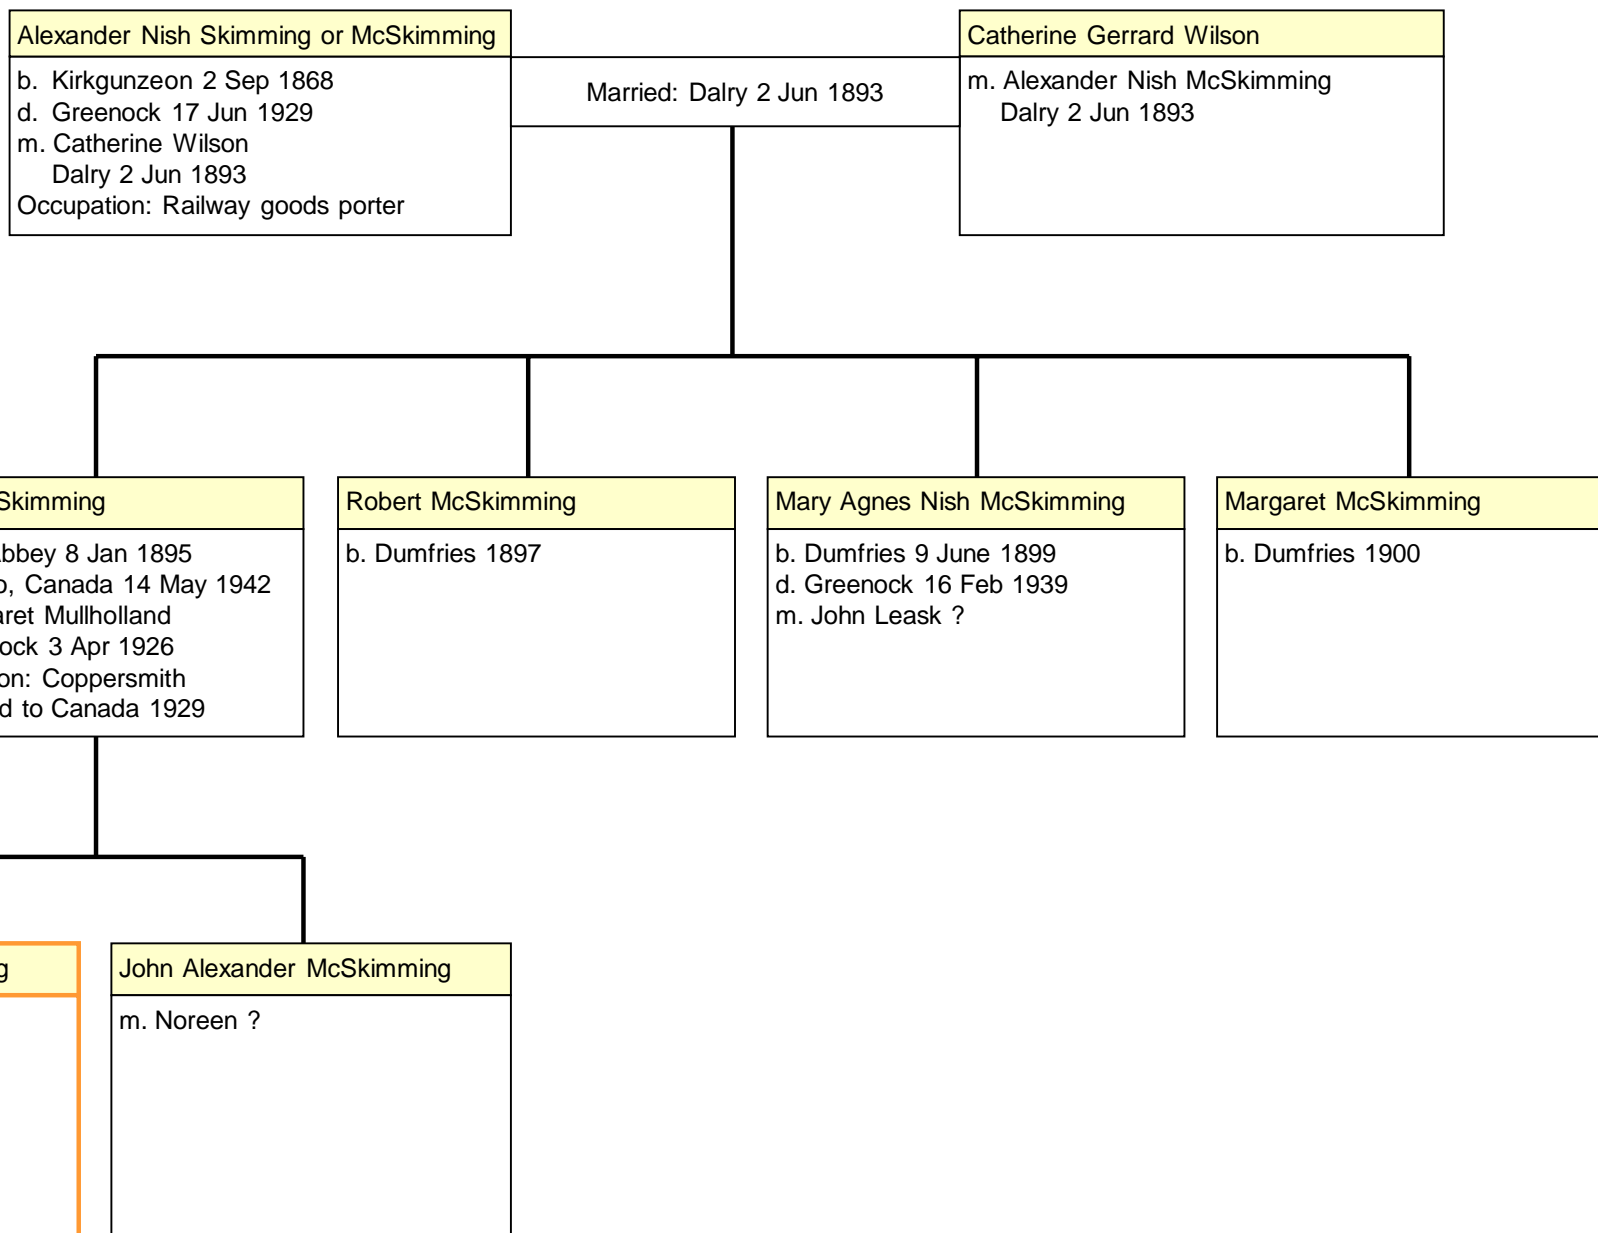 Alexander Nish Skimming or McSkimming
b. Kirkgunzeon 2 Sep 1868
d. Greenock 17 Jun 1929
m. Catherine Wilson
Dalry 2 Jun 1893
Occupation: Railway goods porter
Married: Dalry 2 Jun 1893
Catherine Gerrard Wilson
m. Alexander Nish McSkimming
Dalry 2 Jun 1893
Skimming
bbey 8 Jan 1895
o, Canada 14 May 1942
aret Mullholland
ock 3 Apr 1926
on: Coppersmith
d to Canada 1929
Robert McSkimming
b. Dumfries 1897
Mary Agnes Nish McSkimming
b. Dumfries 9 June 1899
d. Greenock 16 Feb 1939
m. John Leask ?
Margaret McSkimming
b. Dumfries 1900
g
John Alexander McSkimming
m. Noreen ?